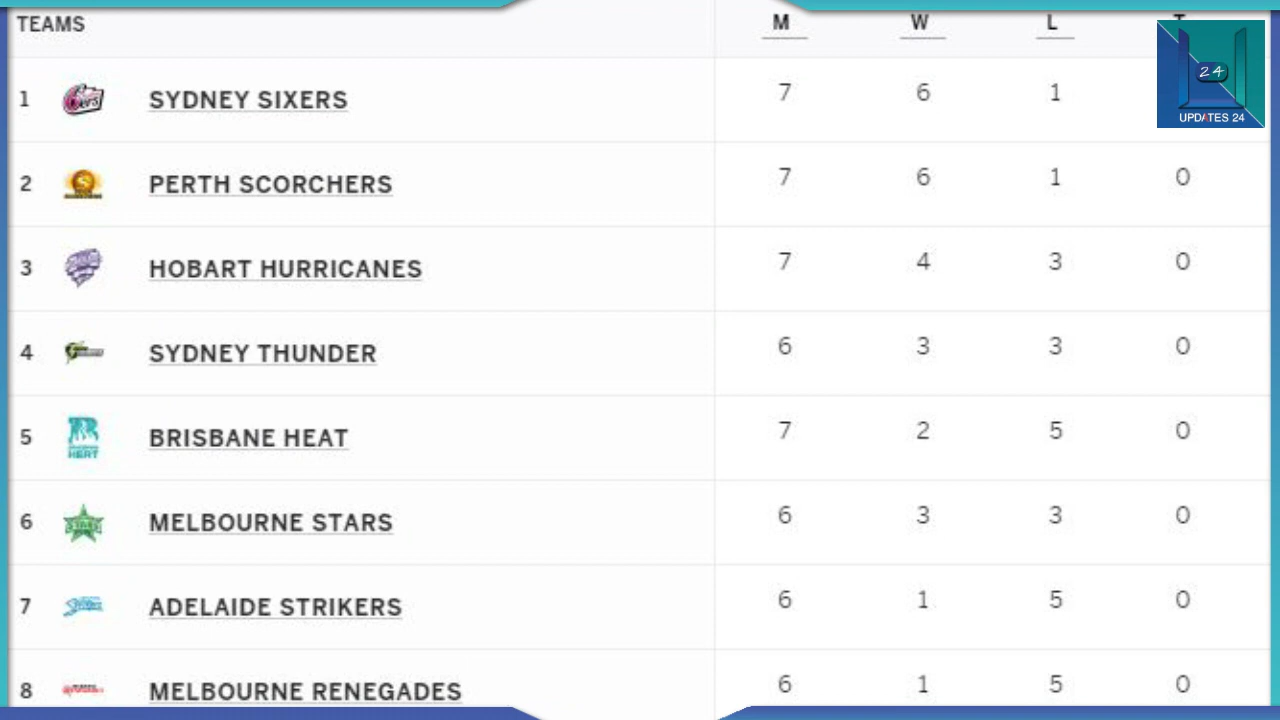 TEAMS M W L T
24
UPDATES 24
1 6ers SYDNEY SIXERS 7 6 1
2 PERTH SCORCHERS 7 6 1 0
3 HOBART HURRICANES 7 4 3 0
4 SYDNEY THUNDER 6 3 3 0
5 HEAT BRISBANE HEAT 7 2 5 0
6 STARS MELBOURNE STARS 6 3 3 0
7 ADELAIDE STRIKERS 6 1 5 0
8 MELBOURNE RENEGADES 6 1 5 0